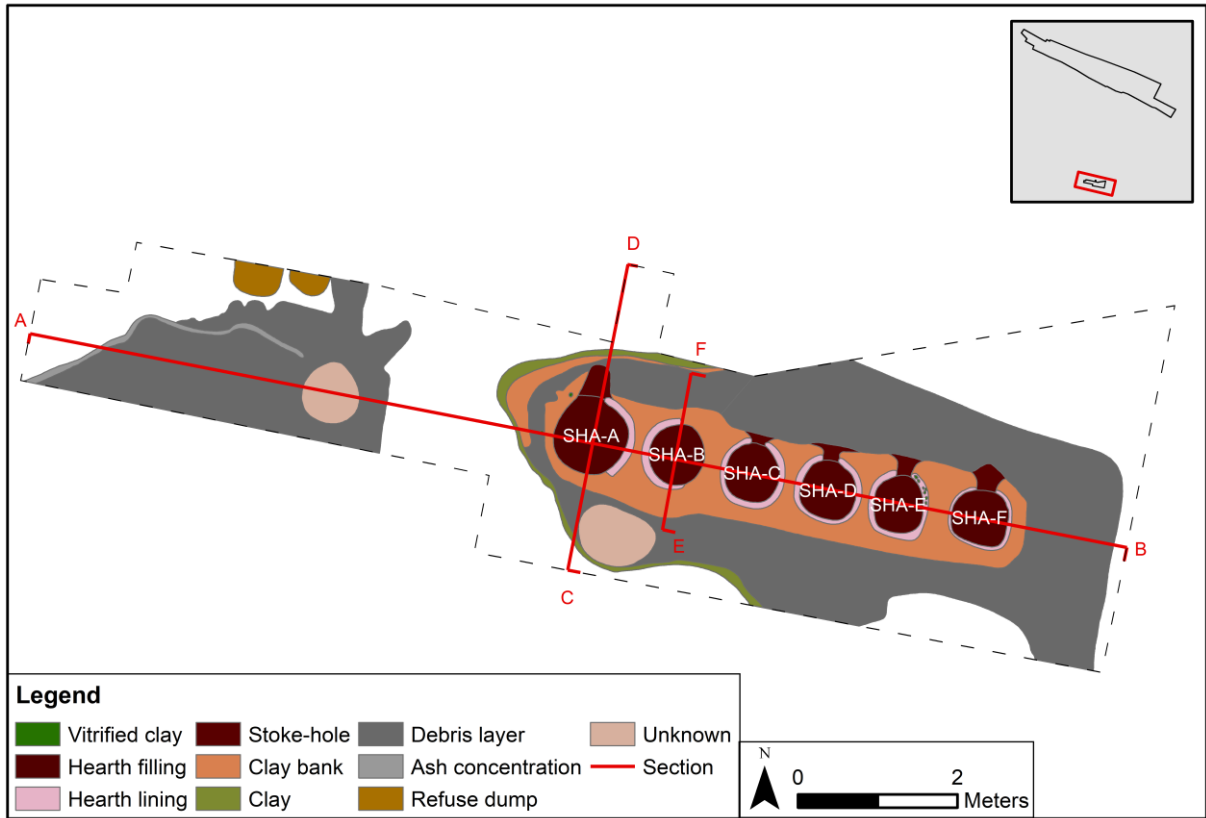 D
A
F
SHA-A
SHA-B
SHA-C
SHA-D
SHA-E
SHA-F
E
B
C
Legend
Vitrified clay
Hearth filling
Hearth lining
Stoke-hole
Clay bank
Clay
Debris layer
Ash concentration
Refuse dump
Unknown
Section
N
0 2
Meters